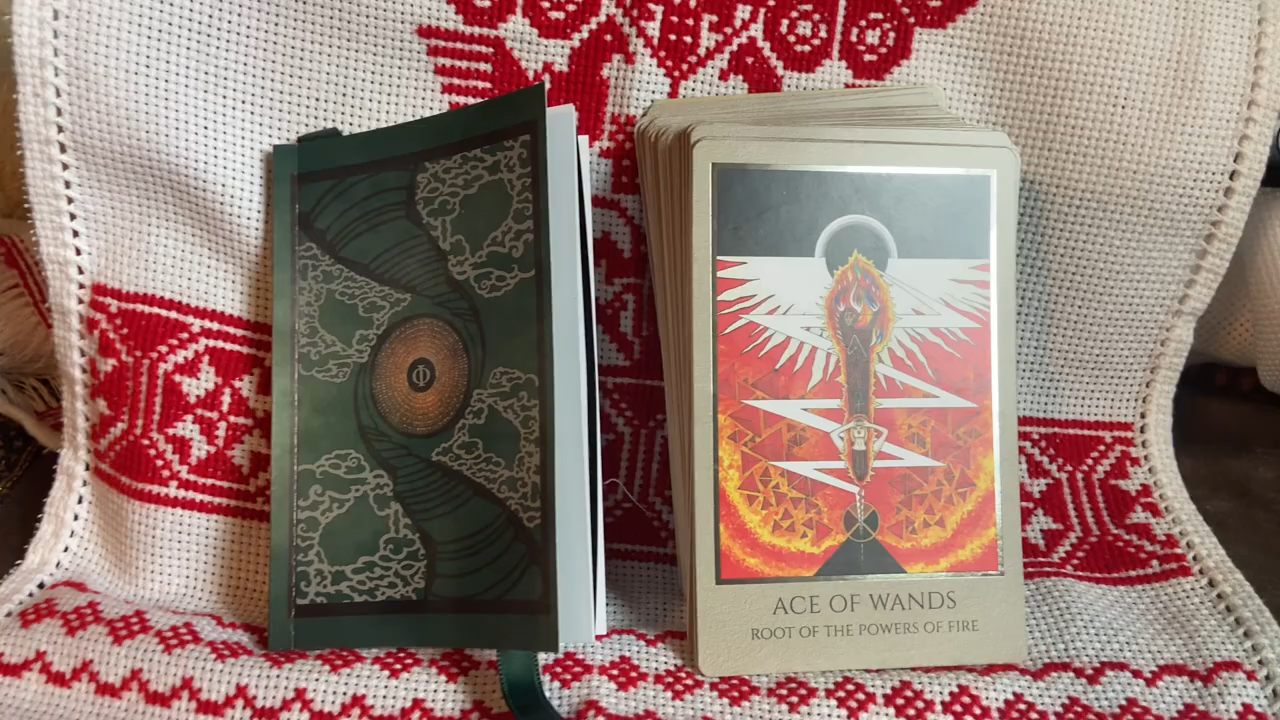 Φ
ACE OF WANDS
ROOT OF THE POWERS OF FIRE